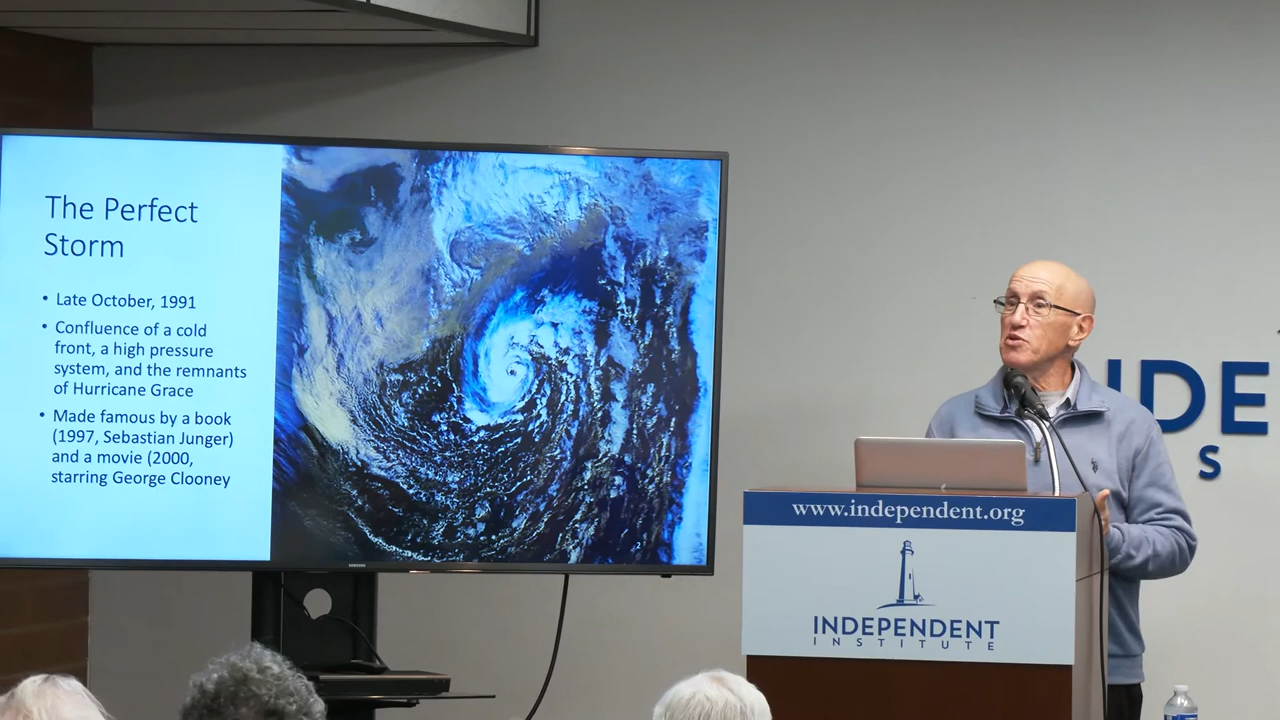 The Perfect
Storm
• Late October, 1991
• Confluence of a cold
front, a high pressure
system, and the remnants
of Hurricane Grace
• Made famous by a book
(1997, Sebastian Junger)
and a movie (2000,
starring George Clooney
2
SAMSUNG
www.independent.org
INDEPENDENT
INSTITUTE
IDE
S